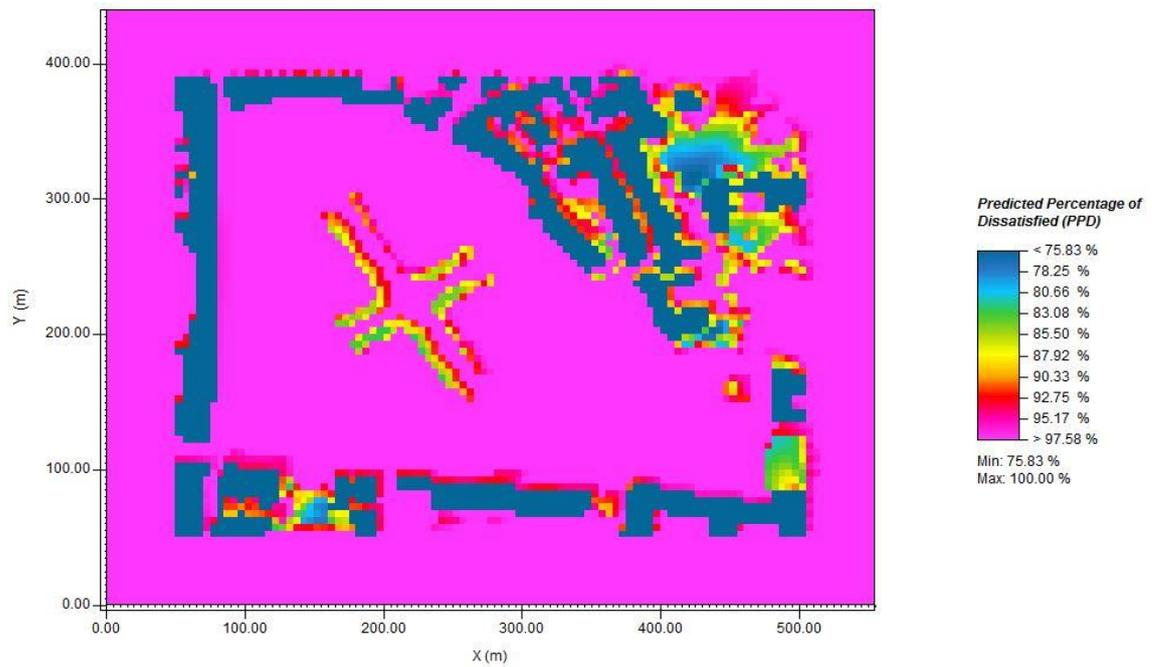 400.00
300.00
200.00
100.00
0.00
Y (m)
0.00 100.00 200.00 300.00 400.00 500.00
X (m)
Predicted Percentage of
Dissatisfied (PPD)
< 75.83 %
78.25 %
80.66 %
83.08 %
85.50 %
87.92 %
90.33 %
92.75 %
95.17 %
> 97.58 %
Min: 75.83 %
Max: 100.00 %